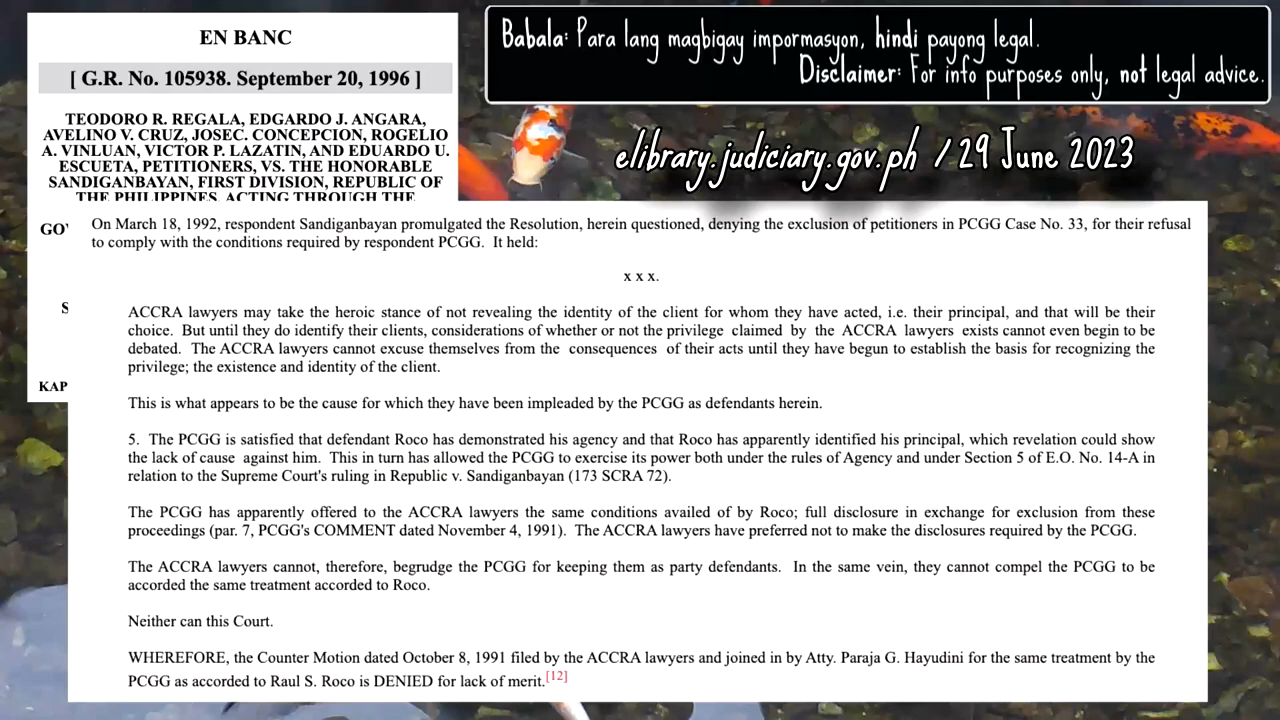 EN BANC
[ G.R. No. 105938. September 20, 1996 ]
TEODORO R. REGALA, EDGARDO J. ANGARA,
AVELINO V. CRUZ, JOSEC. CONCEPCION, ROGELIO
A. VINLUAN, VICTOR P. LAZATIN, AND EDUARDO U.
ESCUETA, PETITIONERS, VS. THE HONORABLE
SANDIGANBAYAN, FIRST DIVISION, REPUBLIC OF
THE PHILIPPINES, ACTING THROUGH THE
Babala: Para lang magbigay impormasyon, hindi payong legal.
Disclaimer: For info purposes only, not legal advice.
elibrary.judiciary.gov.ph / 29 June 2023
GOV
S
KAP
On March 18, 1992, respondent Sandiganbayan promulgated the Resolution, herein questioned, denying the exclusion of petitioners in PCGG Case No. 33, for their refusal
to comply with the conditions required by respondent PCGG. It held:
x x x.
ACCRA lawyers may take the heroic stance of not revealing the identity of the client for whom they have acted, i.e. their principal, and that will be their
choice. But until they do identify their clients, considerations of whether or not the privilege claimed by the ACCRA lawyers exists cannot even begin to be
debated. The ACCRA lawyers cannot excuse themselves from the consequences of their acts until they have begun to establish the basis for recognizing the
privilege; the existence and identity of the client.
This is what appears to be the cause for which they have been impleaded by the PCGG as defendants herein.
5. The PCGG is satisfied that defendant Roco has demonstrated his agency and that Roco has apparently identified his principal, which revelation could show
the lack of cause against him. This in turn has allowed the PCGG to exercise its power both under the rules of Agency and under Section 5 of E.O. No. 14-A in
relation to the Supreme Court's ruling in Republic v. Sandiganbayan (173 SCRA 72).
The PCGG has apparently offered to the ACCRA lawyers the same conditions availed of by Roco; full disclosure in exchange for exclusion from these
proceedings (par. 7, PCGG's COMMENT dated November 4, 1991). The ACCRA lawyers have preferred not to make the disclosures required by the PCGG.
The ACCRA lawyers cannot, therefore, begrudge the PCGG for keeping them as party defendants. In the same vein, they cannot compel the PCGG to be
accorded the same treatment accorded to Roco.
Neither can this Court.
WHEREFORE, the Counter Motion dated October 8, 1991 filed by the ACCRA lawyers and joined in by Atty. Paraja G. Hayudini for the same treatment by the
PCGG as accorded to Raul S. Roco is DENIED for lack of merit.[12]